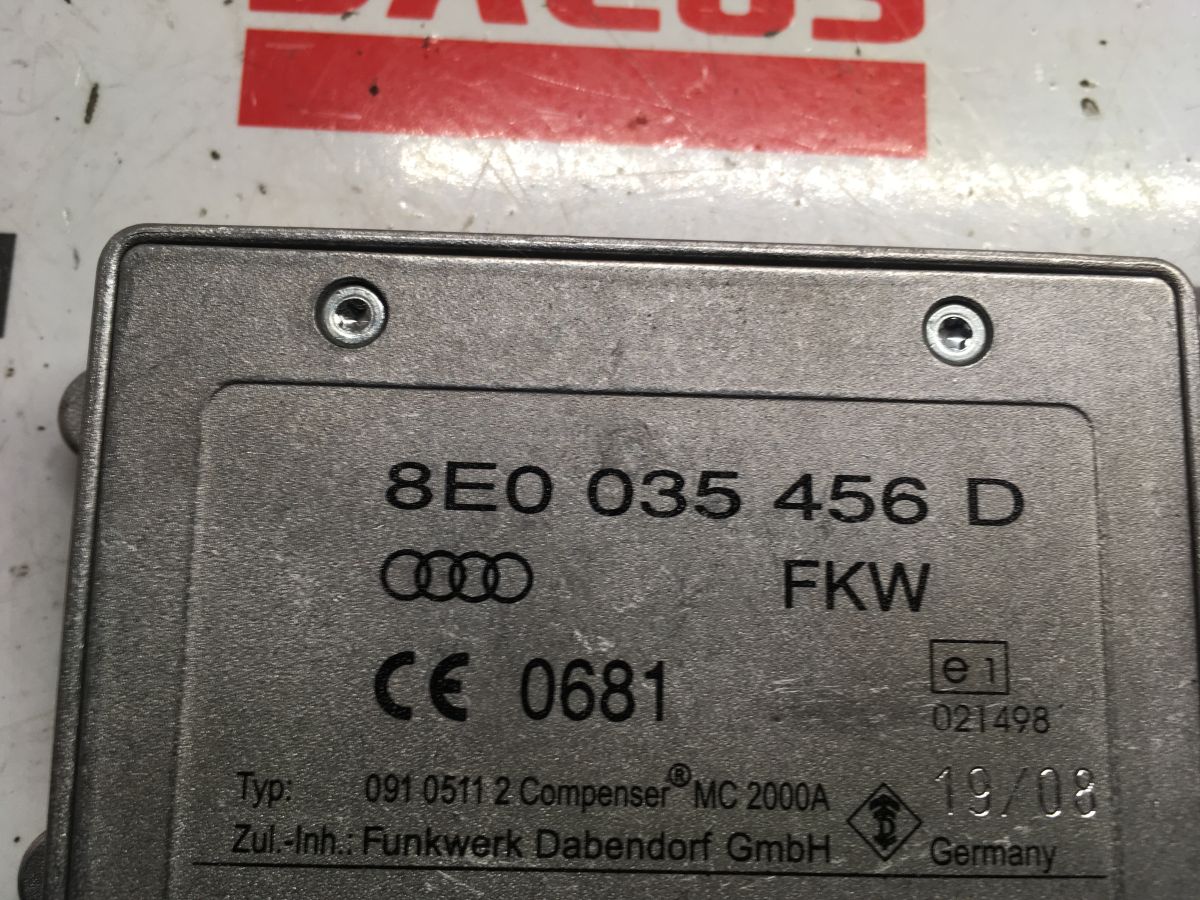 8E0 035 456 D
FKW
CE 0681
e1
021498
Typ: 091 0511 2 Compenser® MC 2000A
19/08
Zul.-Inh.: Funkwerk Dabendorf GmbH
Germany